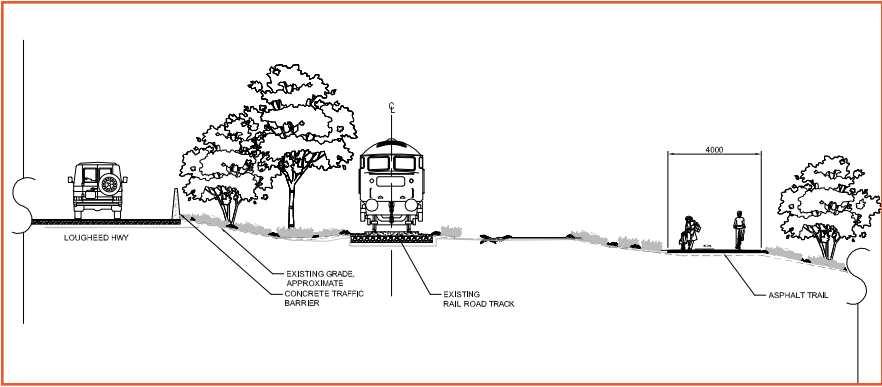 ℄
4000
LOUGHEED HWY
EXISTING GRADE,
APPROXIMATE
CONCRETE TRAFFIC
BARRIER
EXISTING
RAIL ROAD TRACK
ASPHALT TRAIL